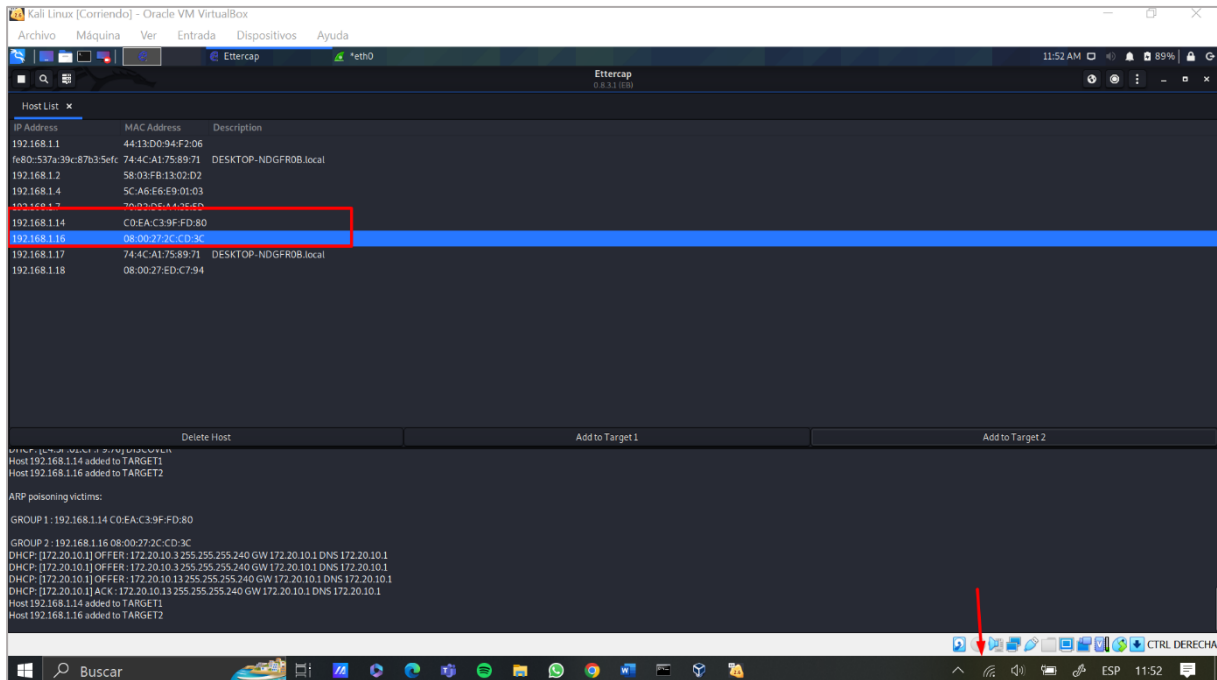 Kali Linux [Corriendo] - Oracle VM VirtualBox
Archivo Máquina Ver Entrada Dispositivos Ayuda
Ettercap *eth0 11:52 AM 89%
Ettercap
0.8.3.1 (EB)
Host List ×
IP Address MAC Address Description
192.168.1.1 44:13:D0:94:F2:06
fe80::537a:39c:87b3:5efc 74:4C:A1:75:89:71 DESKTOP-NDGFR0B.local
192.168.1.2 58:03:FB:13:02:D2
192.168.1.4 5C:A6:E6:E9:01:03
192.168.1.7
192.168.1.14 C0:EA:C3:9F:FD:80
192.168.1.16 08:00:27:2C:CD:3C
192.168.1.17 74:4C:A1:75:89:71 DESKTOP-NDGFR0B.local
192.168.1.18 08:00:27:ED:C7:94
Delete Host Add to Target 1 Add to Target 2
DISCOVER
Host 192.168.1.14 added to TARGET1
Host 192.168.1.16 added to TARGET2
ARP poisoning victims:
GROUP 1 : 192.168.1.14 C0:EA:C3:9F:FD:80
GROUP 2 : 192.168.1.16 08:00:27:2C:CD:3C
DHCP: [172.20.10.1] OFFER : 172.20.10.3 255.255.255.240 GW 172.20.10.1 DNS 172.20.10.1
DHCP: [172.20.10.1] OFFER : 172.20.10.3 255.255.255.240 GW 172.20.10.1 DNS 172.20.10.1
DHCP: [172.20.10.1] OFFER : 172.20.10.13 255.255.255.240 GW 172.20.10.1 DNS 172.20.10.1
DHCP: [172.20.10.1] ACK : 172.20.10.13 255.255.255.240 GW 172.20.10.1 DNS 172.20.10.1
Host 192.168.1.14 added to TARGET1
Host 192.168.1.16 added to TARGET2
CTRL DERECHA
Buscar ESP 11:52